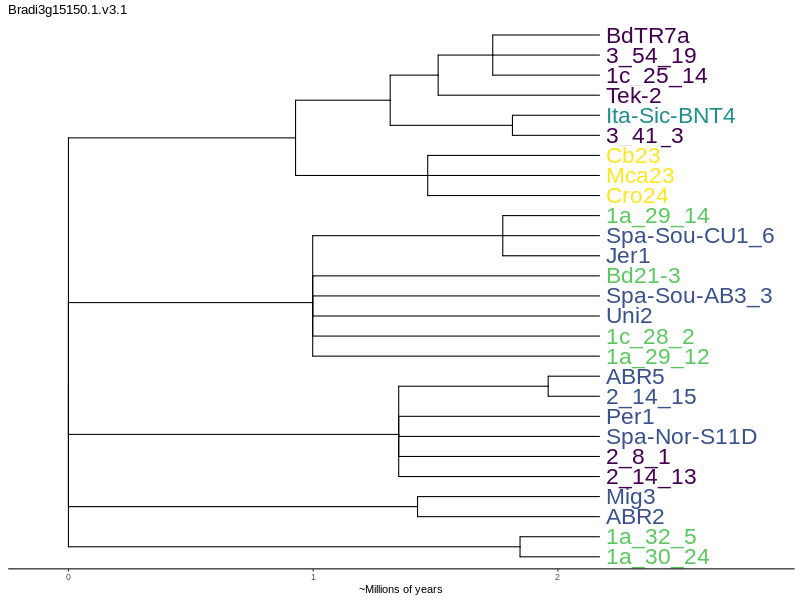 Bradi3g15150.1.v3.1
BdTR7a
3_54_19
1c_25_14
Tek-2
Ita-Sic-BNT4
3_41_3
Cb23
Mca23
Cro24
1a_29_14
Spa-Sou-CU1_6
Jer1
Bd21-3
Spa-Sou-AB3_3
Uni2
1c_28_2
1a_29_12
ABR5
2_14_15
Per1
Spa-Nor-S11D
2_8_1
2_14_13
Mig3
ABR2
1a_32_5
1a_30_24
0 1 2
~Millions of years